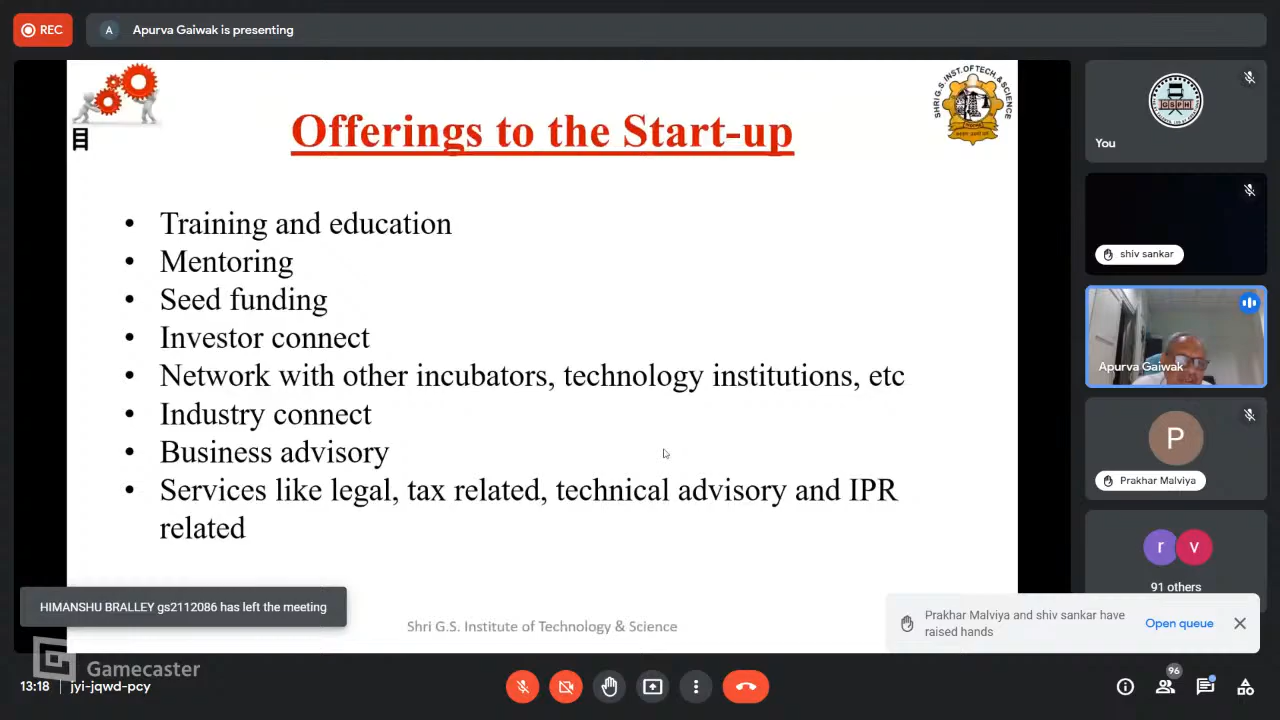 REC
A
Apurva Gaiwak is presenting
SHRI G.S. INST. OF TECH. & SCIENCE
Offerings to the Start-up
• Training and education
• Mentoring
• Seed funding
• Investor connect
• Network with other incubators, technology institutions, etc
• Industry connect
• Business advisory
• Services like legal, tax related, technical advisory and IPR
related
Shri G.S. Institute of Technology & Science
GSPH
You
shiv sankar
Apurva Gaiwak
P
Prakhar Malviya
r
v
91 others
HIMANSHU BRALLEY gs2112086 has left the meeting
Prakhar Malviya and shiv sankar have
raised hands
Open queue
Gamecaster
13:18 | jyi-jqwd-pcy
96